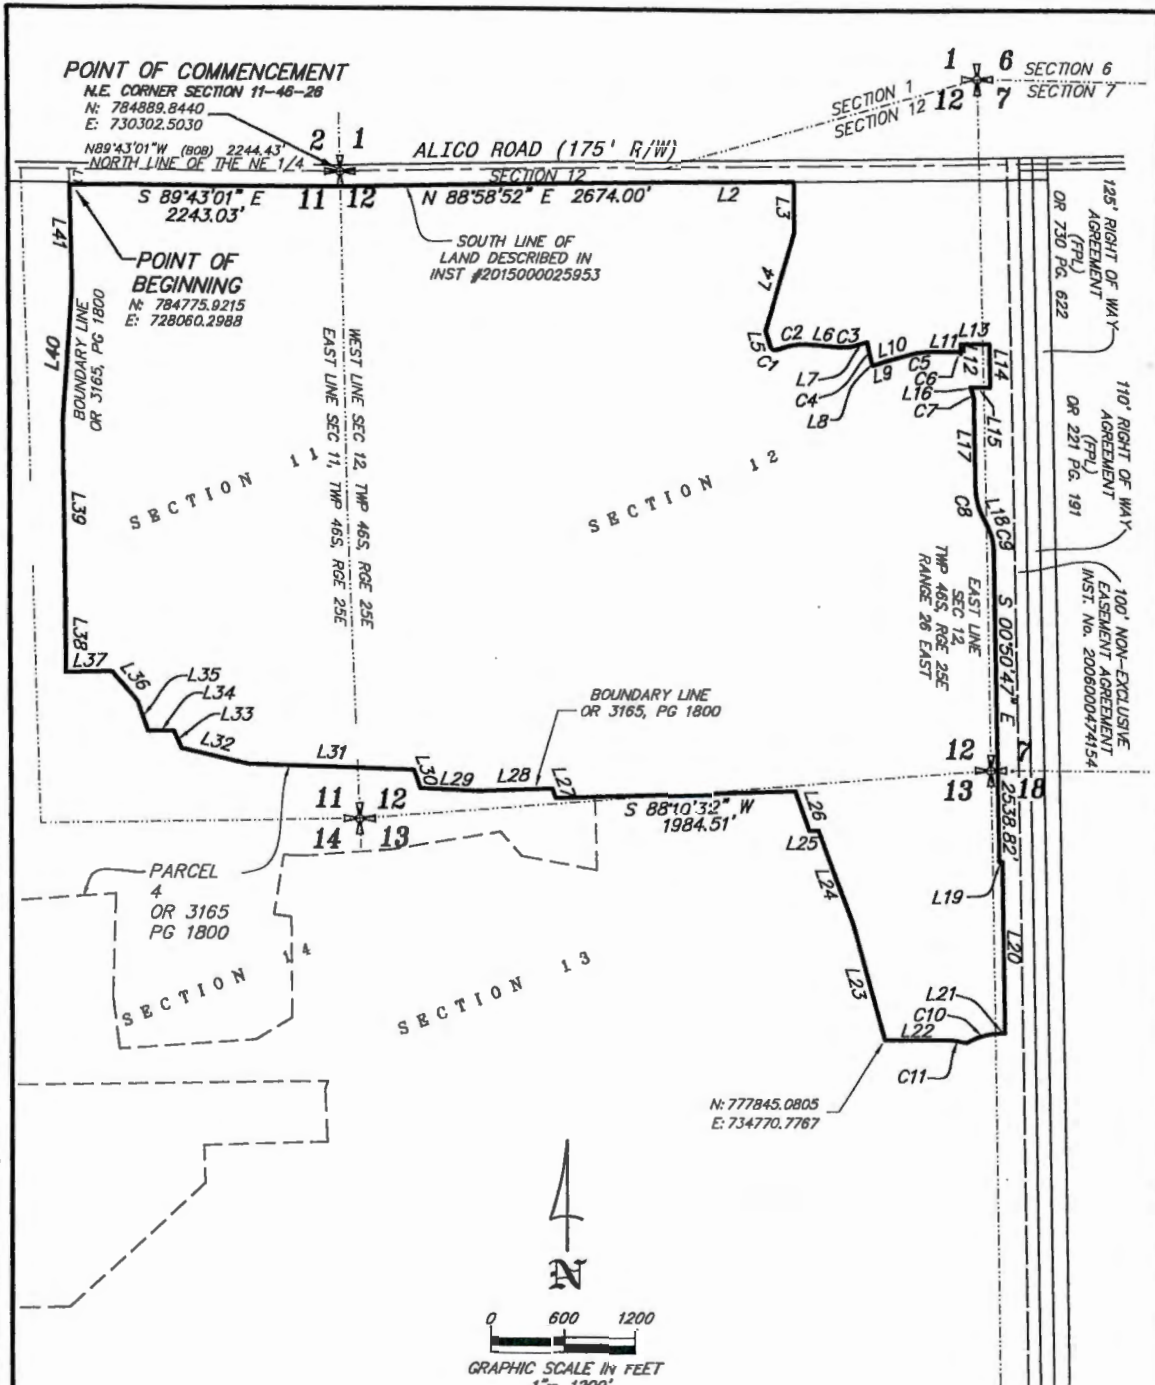 POINT OF COMMENCEMENT
N.E. CORNER SECTION 11-46-26
N: 784889.8440
E: 730302.5030
N89°43'01"W (BOB) 2244.43'
NORTH LINE OF THE NE 1/4
2 1
11 12
ALICO ROAD (175' R/W)
SECTION 12
S 89°43'01" E
2243.03'
N 88°58'52" E 2674.00'
L2
L3
SECTION 1
SECTION 12
1 6
12 7
SECTION 6
SECTION 7
L1
L41
POINT OF
BEGINNING
N: 784775.9215
E: 728060.2988
SOUTH LINE OF
LAND DESCRIBED IN
INST #2015000025953
L40
BOUNDARY LINE
OR 3165, PG 1800
WEST LINE SEC 12, TWP 46S, RGE 25E
EAST LINE SEC 11, TWP 46S, RGE 25E
L4
L5
C1
C2
L6
C3
L7
C4
L8
L9
L10
C5
L11
C6
L12
L13
L14
L16
C7
L15
L17
C8
L18
C9
125' RIGHT OF WAY
AGREEMENT
(FPL)
OR 730 PG. 622
110' RIGHT OF WAY
AGREEMENT
(FPL)
OR 221 PG. 191
100' NON-EXCLUSIVE
EASEMENT AGREEMENT
INST. No. 2006000474154
SECTION 11
SECTION 12
L39
L38
L37
L36
L35
L34
L33
L32
L31
L30
L29
L28
L27
BOUNDARY LINE
OR 3165, PG 1800
EAST LINE
SEC 12,
TWP 46S, RGE 25E
RANGE 26 EAST
S 00°50'47" E
2538.82'
12 7
13 18
11 12
14 13
S 88°10'32" W
1984.51'
L26
L25
L24
L23
L19
L20
L21
C10
L22
C11
PARCEL
4
OR 3165
PG 1800
SECTION 14
SECTION 13
N: 777845.0805
E: 734770.7767
N
0 600 1200
GRAPHIC SCALE IN FEET
1"= 1200'